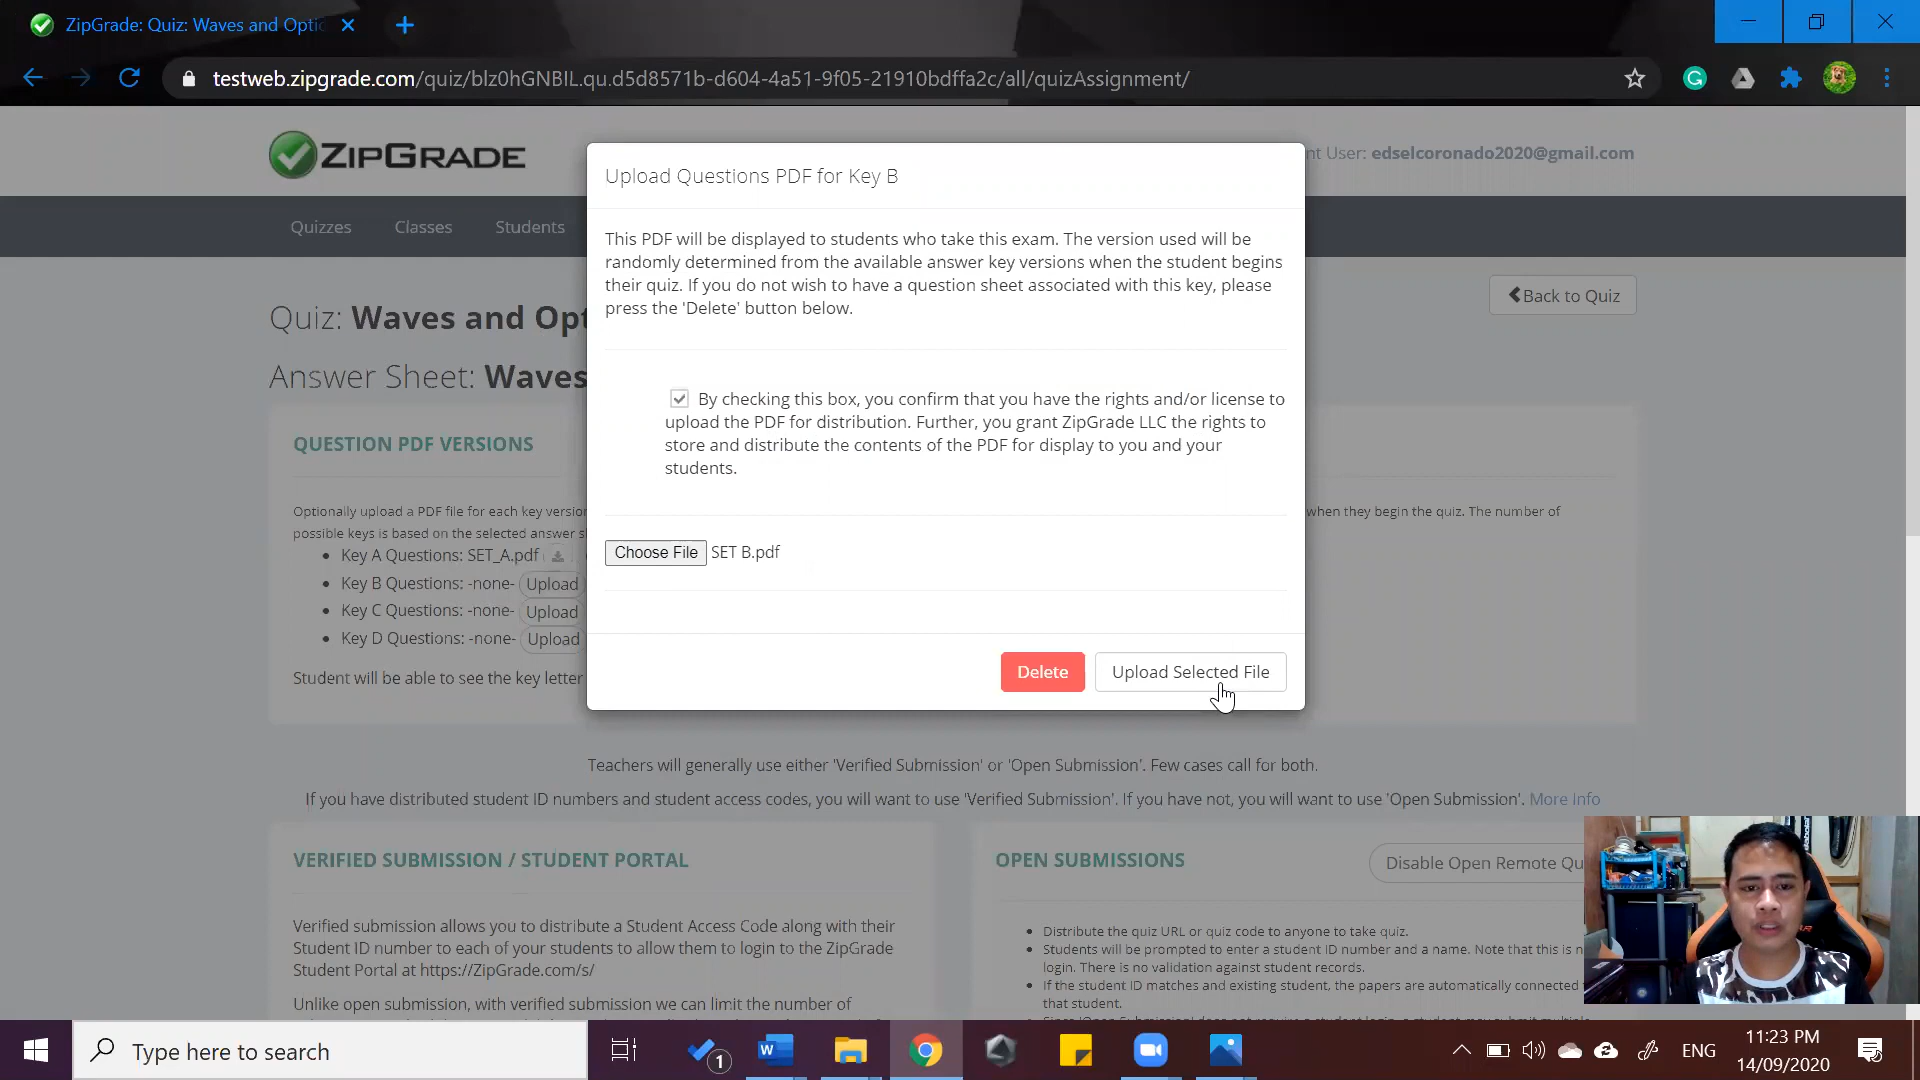 ZipGrade: Quiz: Waves and Optic
testweb.zipgrade.com/quiz/blz0hGNBIL.qu.d5d8571b-d604-4a51-9f05-21910bdffa2c/all/quizAssignment/
ZIPGRADE
nt User: edselcoronado2020@gmail.com
Quizzes Classes Students
Upload Questions PDF for Key B
This PDF will be displayed to students who take this exam. The version used will be
randomly determined from the available answer key versions when the student begins
their quiz. If you do not wish to have a question sheet associated with this key, please
press the 'Delete' button below.
By checking this box, you confirm that you have the rights and/or license to
upload the PDF for distribution. Further, you grant ZipGrade LLC the rights to
store and distribute the contents of the PDF for display to you and your
students.
Choose File SET B.pdf
Delete Upload Selected File
Back to Quiz
Quiz: Waves and Opt
Answer Sheet: Waves
QUESTION PDF VERSIONS
Optionally upload a PDF file for each key version when they begin the quiz. The number of
possible keys is based on the selected answer s
Key A Questions: SET_A.pdf
Key B Questions: -none- Upload
Key C Questions: -none- Upload
Key D Questions: -none- Upload
Student will be able to see the key letter
Teachers will generally use either 'Verified Submission' or 'Open Submission'. Few cases call for both.
If you have distributed student ID numbers and student access codes, you will want to use 'Verified Submission'. If you have not, you will want to use 'Open Submission'. More Info
VERIFIED SUBMISSION / STUDENT PORTAL
Verified submission allows you to distribute a Student Access Code along with their
Student ID number to each of your students to allow them to login to the ZipGrade
Student Portal at https://ZipGrade.com/s/
Unlike open submission, with verified submission we can limit the number of
OPEN SUBMISSIONS
Disable Open Remote Qu
Distribute the quiz URL or quiz code to anyone to take quiz.
Students will be prompted to enter a student ID number and a name. Note that this is n
login. There is no validation against student records.
If the student ID matches and existing student, the papers are automatically connected
that student.
Type here to search
1
ENG
11:23 PM
14/09/2020